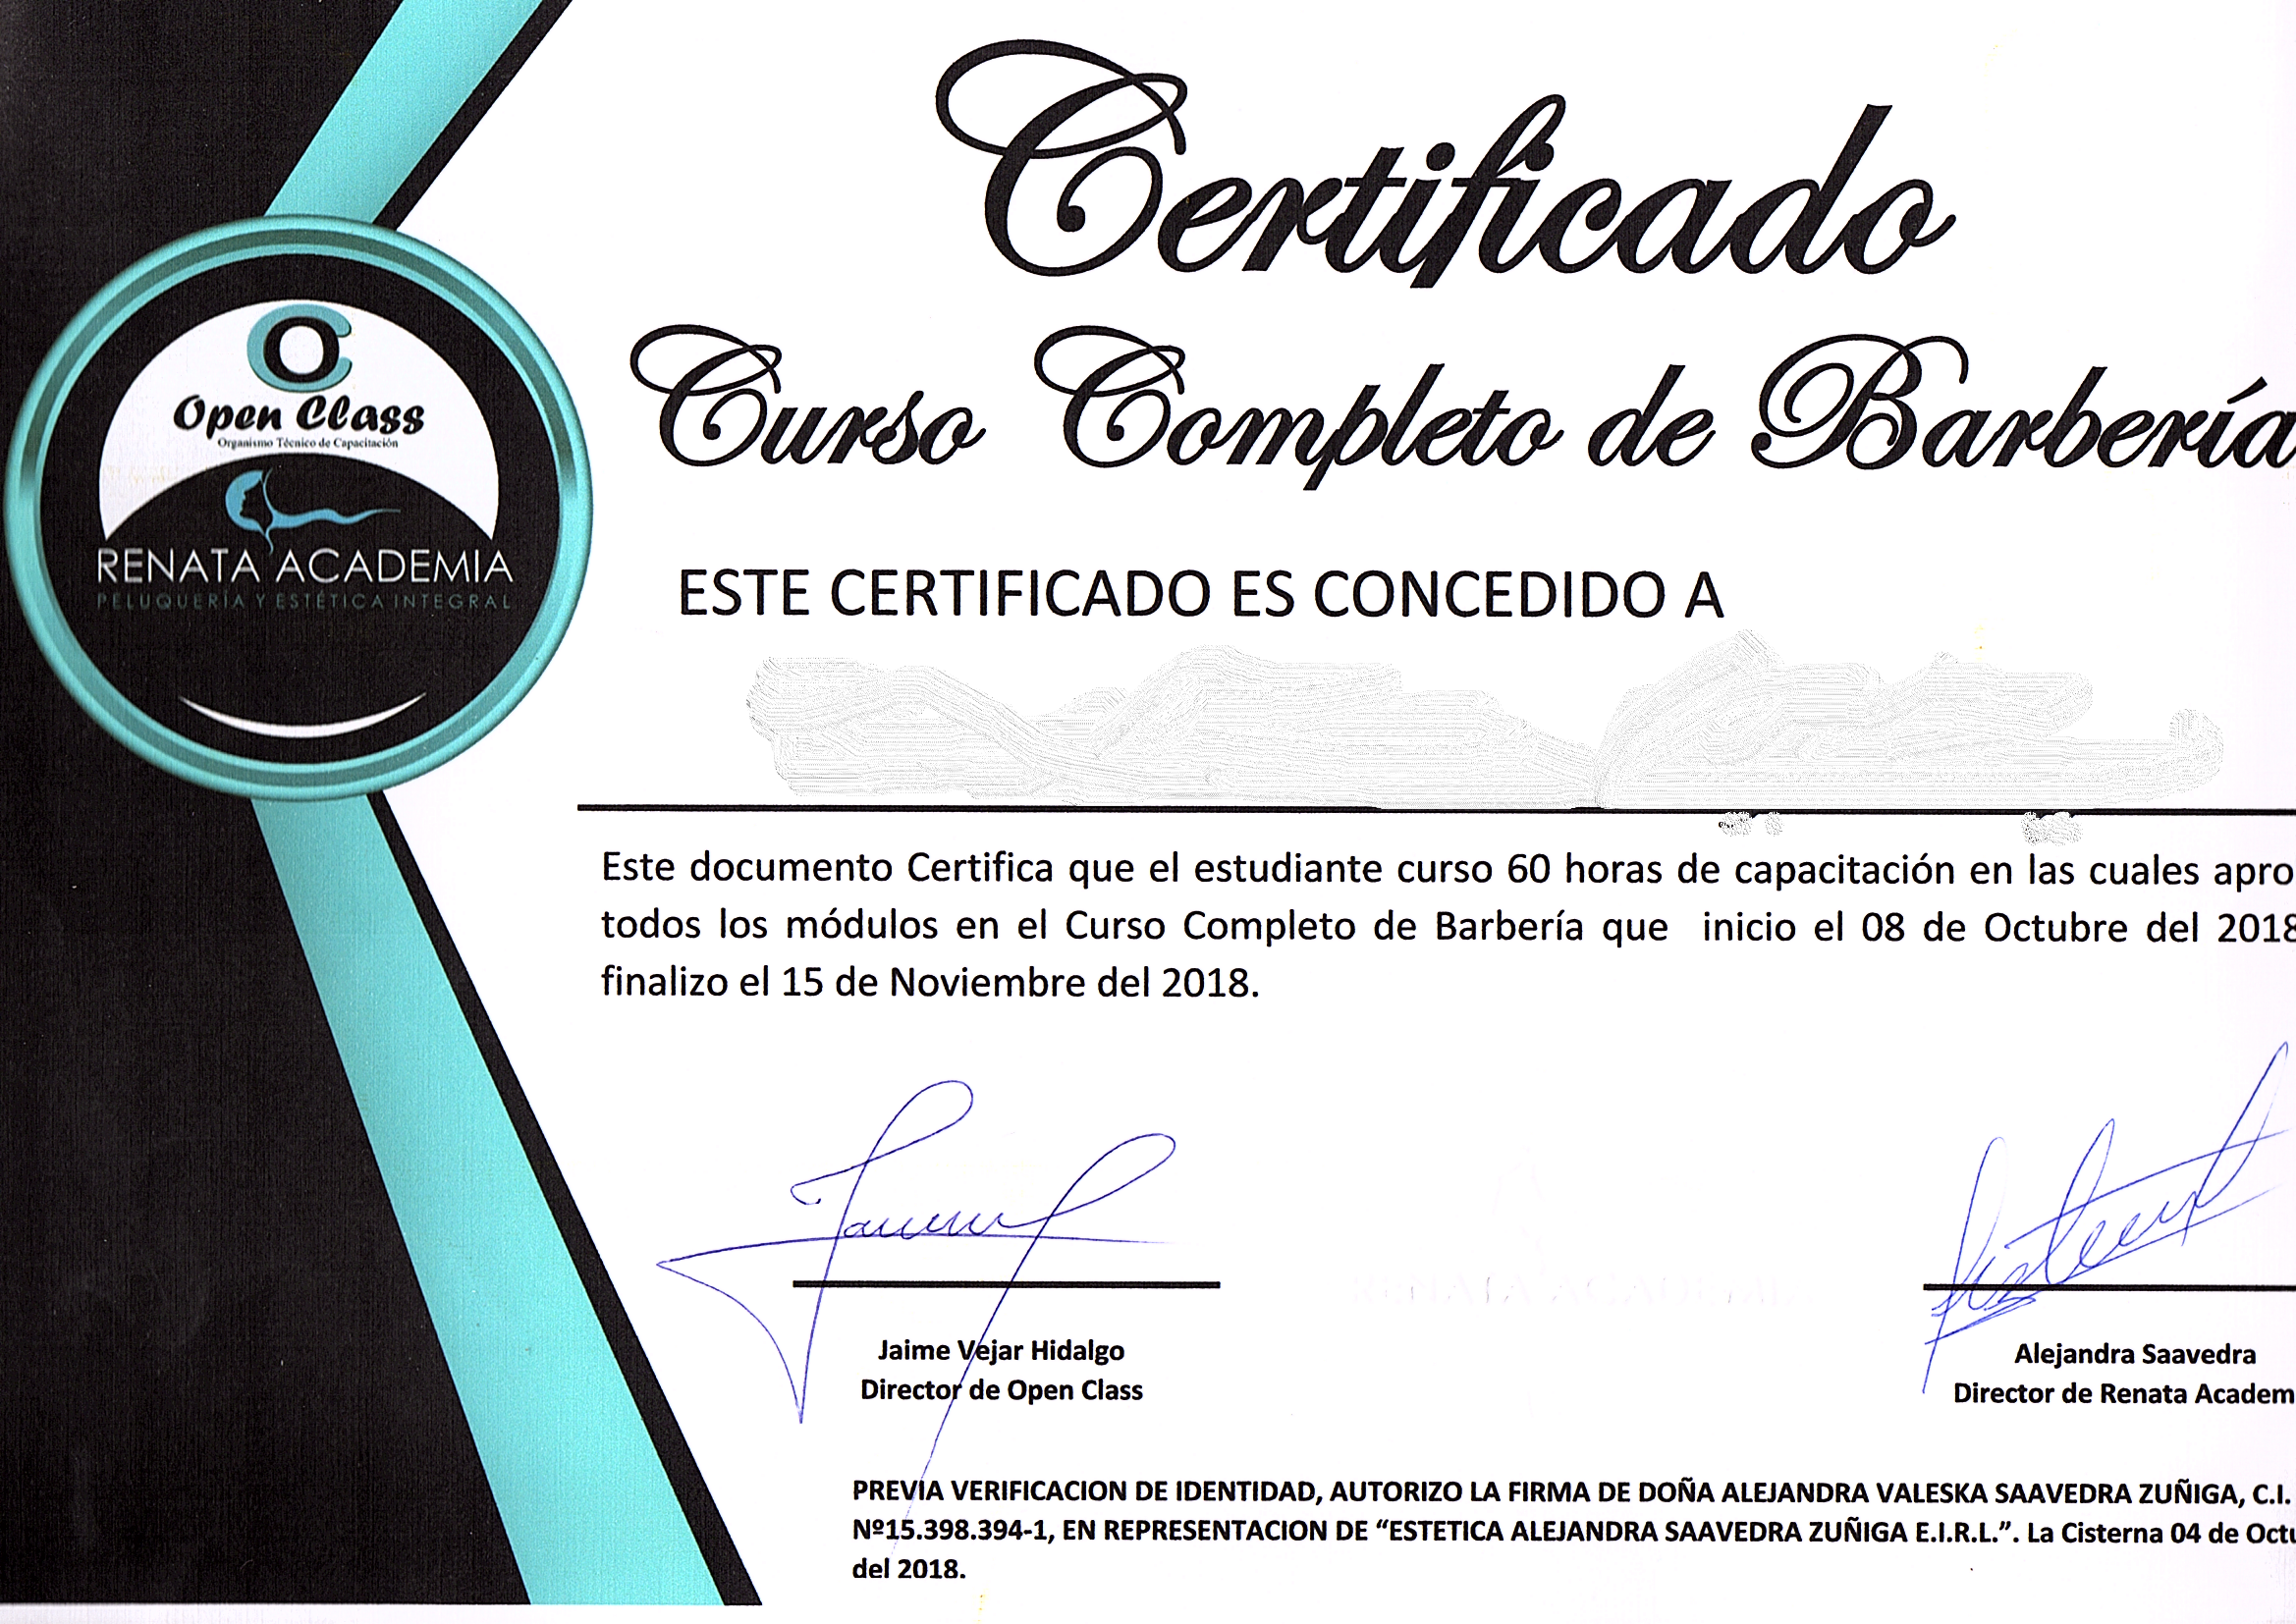 Certificado
Curso Completo de Barbería
Open Class
Organismo Técnico de Capacitación
RENATA ACADEMIA
PELUQUERÍA Y ESTÉTICA INTEGRAL
ESTE CERTIFICADO ES CONCEDIDO A
Este documento Certifica que el estudiante curso 60 horas de capacitación en las cuales apro
todos los módulos en el Curso Completo de Barbería que inicio el 08 de Octubre del 2018
finalizo el 15 de Noviembre del 2018.
Jaime Vejar Hidalgo
Director de Open Class
Alejandra Saavedra
Director de Renata Academ
PREVIA VERIFICACION DE IDENTIDAD, AUTORIZO LA FIRMA DE DOÑA ALEJANDRA VALESKA SAAVEDRA ZUÑIGA, C.I.
Nº15.398.394-1, EN REPRESENTACION DE “ESTETICA ALEJANDRA SAAVEDRA ZUÑIGA E.I.R.L.”. La Cisterna 04 de Octu
del 2018.